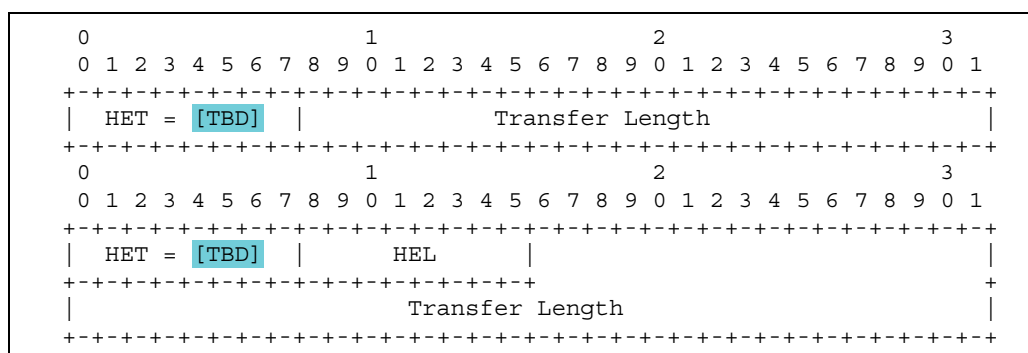 0                   1                   2                   3
0 1 2 3 4 5 6 7 8 9 0 1 2 3 4 5 6 7 8 9 0 1 2 3 4 5 6 7 8 9 0 1
+-+-+-+-+-+-+-+-+-+-+-+-+-+-+-+-+-+-+-+-+-+-+-+-+-+-+-+-+-+-+-+-+
|  HET = [TBD]  |             Transfer Length                   |
+-+-+-+-+-+-+-+-+-+-+-+-+-+-+-+-+-+-+-+-+-+-+-+-+-+-+-+-+-+-+-+-+
0                   1                   2                   3
0 1 2 3 4 5 6 7 8 9 0 1 2 3 4 5 6 7 8 9 0 1 2 3 4 5 6 7 8 9 0 1
+-+-+-+-+-+-+-+-+-+-+-+-+-+-+-+-+-+-+-+-+-+-+-+-+-+-+-+-+-+-+-+-+
|  HET = [TBD]  |      HEL      |                               |
+-+-+-+-+-+-+-+-+-+-+-+-+-+-+-+-+                               +
|                       Transfer Length                         |
+-+-+-+-+-+-+-+-+-+-+-+-+-+-+-+-+-+-+-+-+-+-+-+-+-+-+-+-+-+-+-+-+